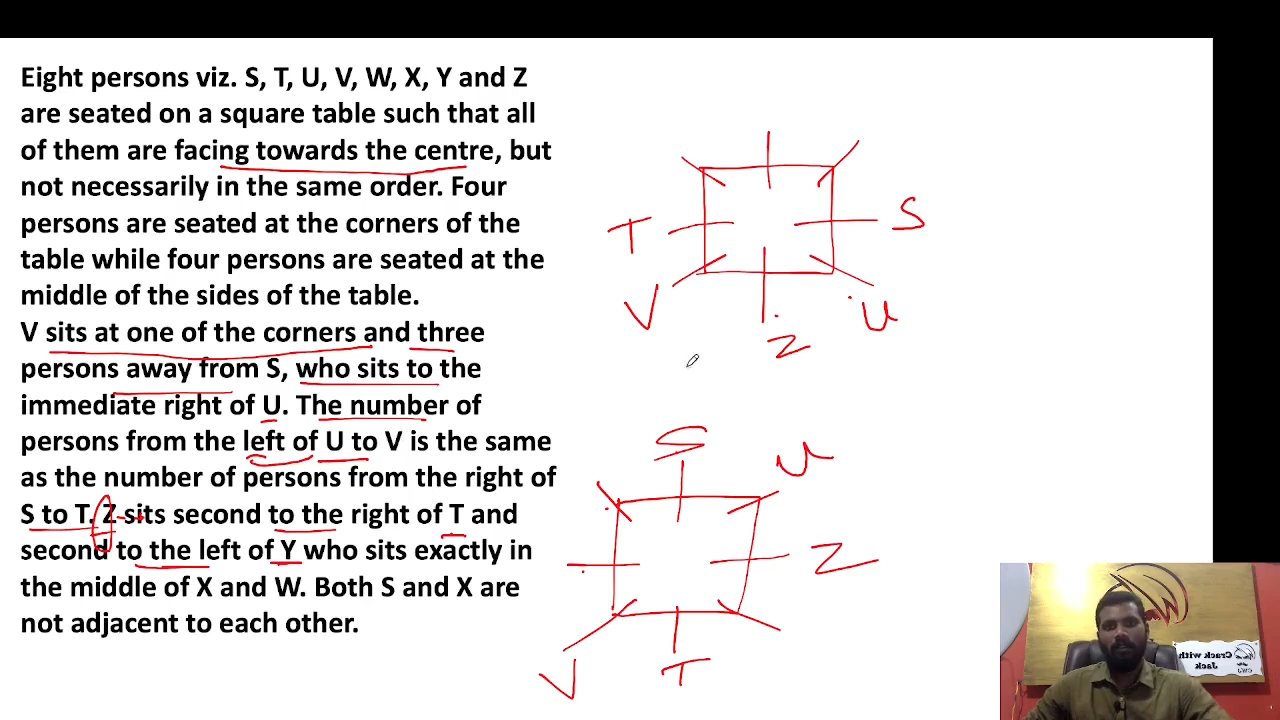 Eight persons viz. S, T, U, V, W, X, Y and Z
are seated on a square table such that all
of them are facing towards the centre, but
not necessarily in the same order. Four
persons are seated at the corners of the
table while four persons are seated at the
middle of the sides of the table.
V sits at one of the corners and three
persons away from S, who sits to the
immediate right of U. The number of
persons from the left of U to V is the same
as the number of persons from the right of
S to T. Z sits second to the right of T and
second to the left of Y who sits exactly in
the middle of X and W. Both S and X are
not adjacent to each other.
T
S
V
Z
U
S
U
Z
V
T
Crack with
Jack